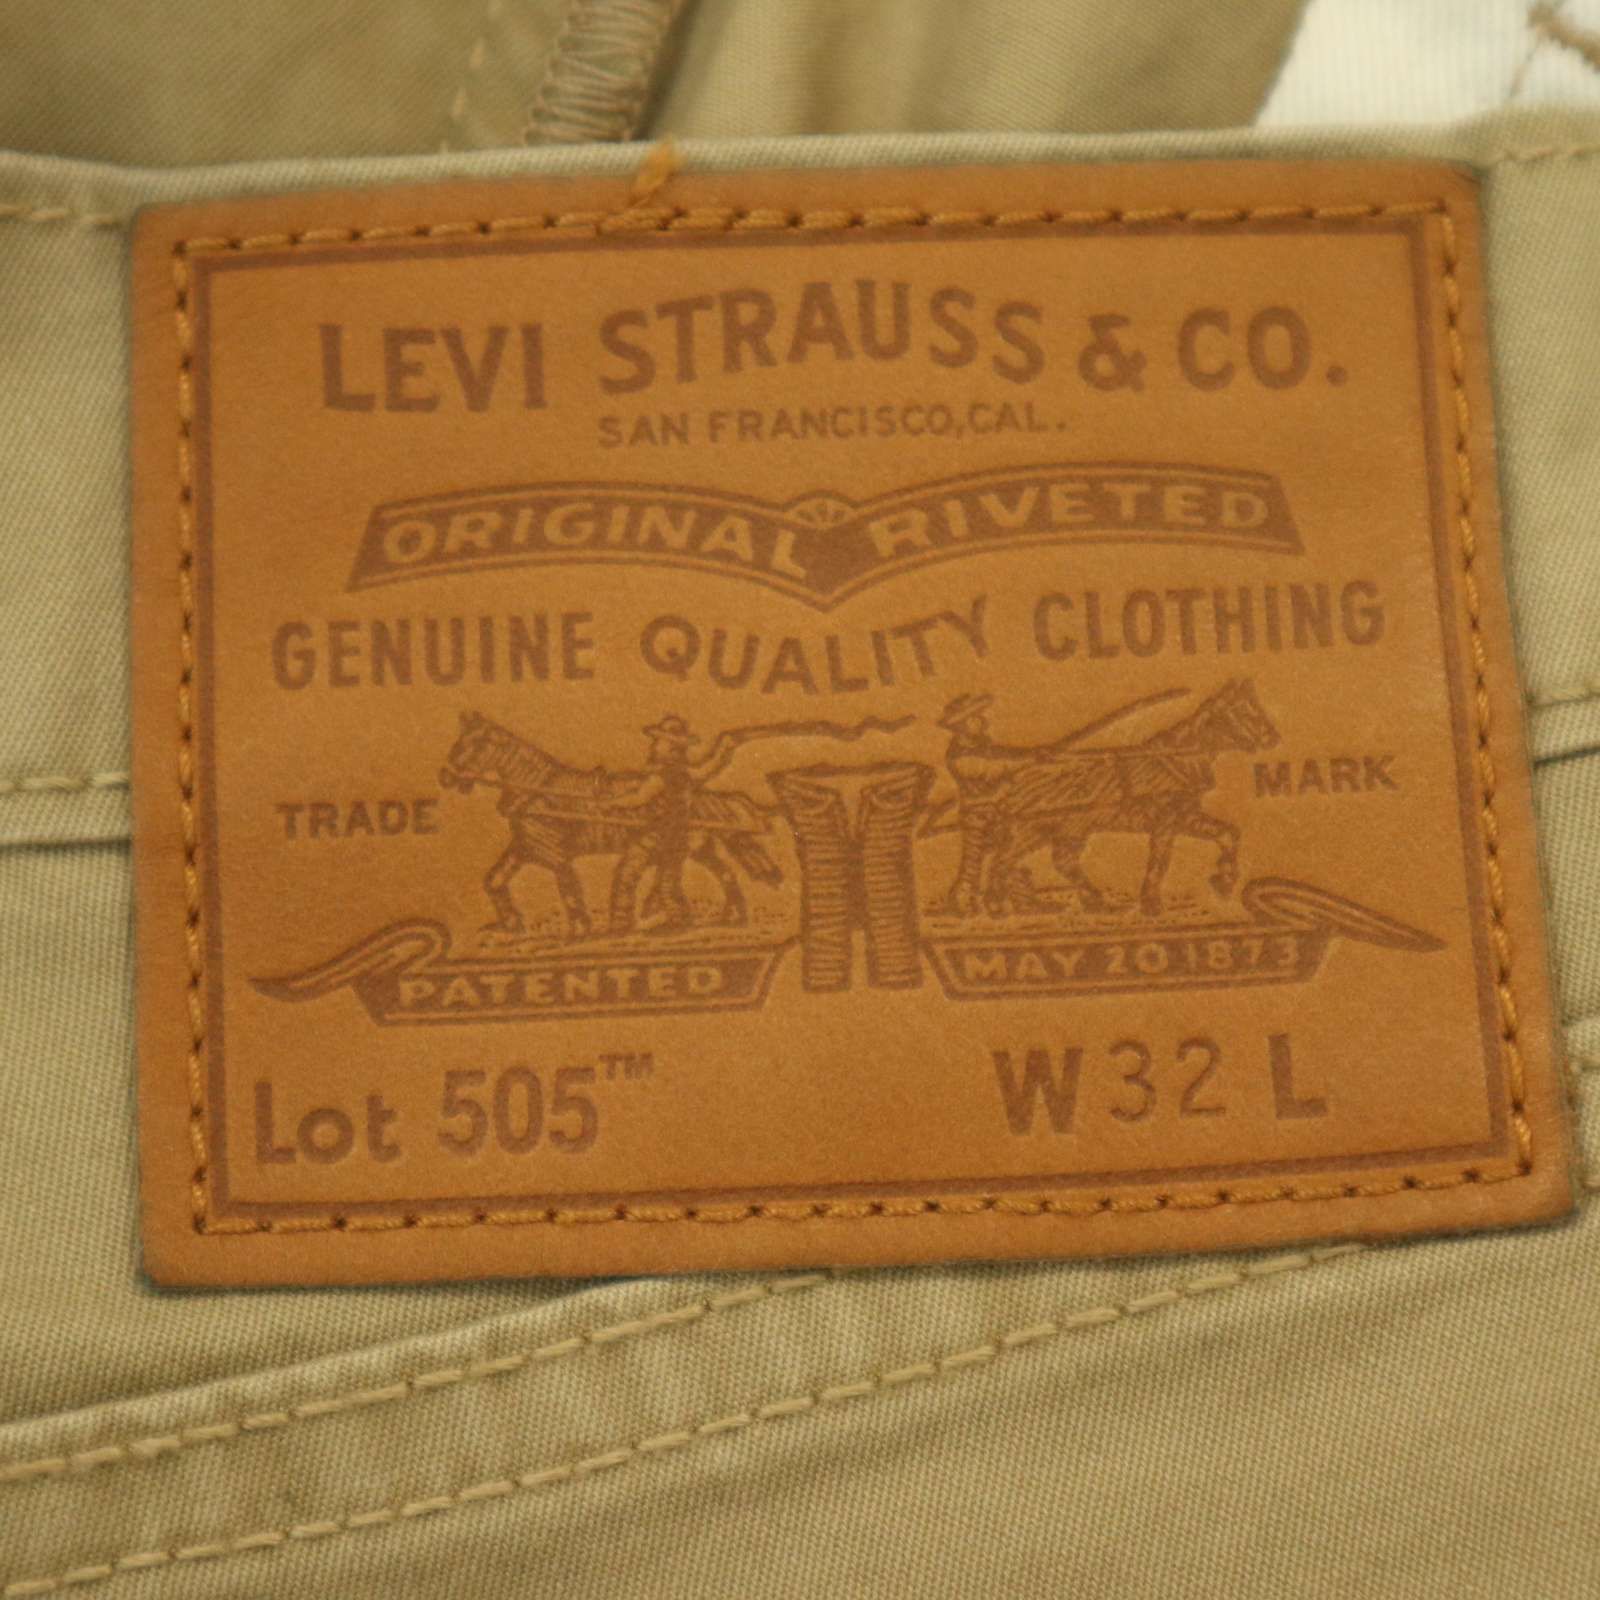 LEVI STRAUSS & CO.
SAN FRANCISCO, CAL.
ORIGINAL RIVETED
GENUINE QUALITY CLOTHING
TRADE MARK
PATENTED MAY 20 1873
Lot 505™ W 32 L